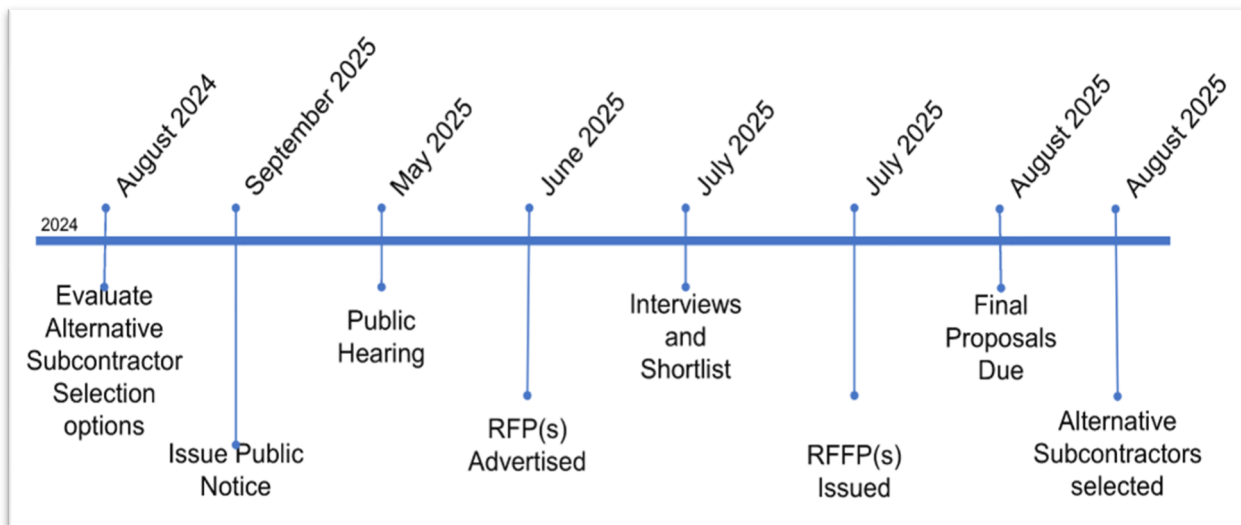 August 2024
September 2025
May 2025
June 2025
July 2025
July 2025
August 2025
August 2025
2024
Evaluate
Alternative
Subcontractor
Selection
options
Issue Public
Notice
Public
Hearing
RFP(s)
Advertised
Interviews
and
Shortlist
RFFP(s)
Issued
Final
Proposals
Due
Alternative
Subcontractors
selected